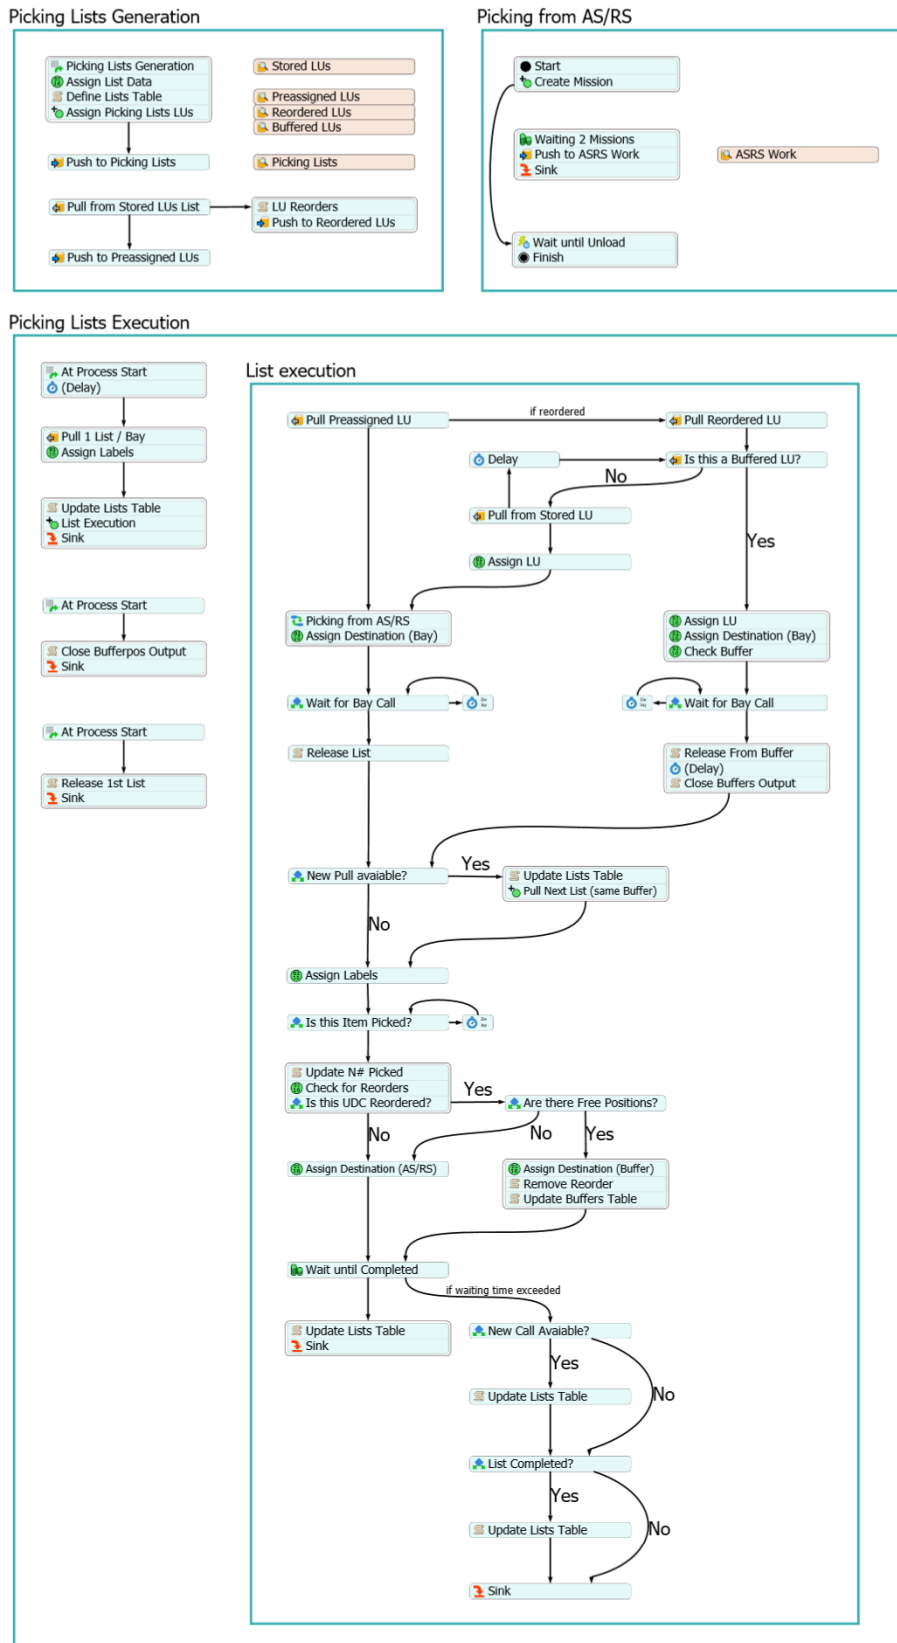 Picking Lists Generation
Picking Lists Generation
Assign List Data
Define Lists Table
Assign Picking Lists LUs
Push to Picking Lists
Pull from Stored LUs List
Push to Preassigned LUs
Stored LUs
Preassigned LUs
Reordered LUs
Buffered LUs
Picking Lists
LU Reorders
Push to Reordered LUs
Picking from AS/RS
Start
Create Mission
Waiting 2 Missions
Push to ASRS Work
Sink
ASRS Work
Wait until Unload
Finish
Picking Lists Execution
At Process Start
(Delay)
Pull 1 List / Bay
Assign Labels
Update Lists Table
List Execution
Sink
At Process Start
Close Bufferpos Output
Sink
At Process Start
Release 1st List
Sink
List execution
Pull Preassigned LU
if reordered
Pull Reordered LU
Delay
Is this a Buffered LU?
No
Pull from Stored LU
Yes
Assign LU
Picking from AS/RS
Assign Destination (Bay)
Assign LU
Assign Destination (Bay)
Check Buffer
Wait for Bay Call
Wait for Bay Call
Release List
Release From Buffer
(Delay)
Close Buffers Output
New Pull avaiable?
Yes
Update Lists Table
Pull Next List (same Buffer)
No
Assign Labels
Is this Item Picked?
Update N# Picked
Check for Reorders
Is this UDC Reordered?
Yes
Are there Free Positions?
No
No
Yes
Assign Destination (AS/RS)
Assign Destination (Buffer)
Remove Reorder
Update Buffers Table
Wait until Completed
if waiting time exceeded
Update Lists Table
Sink
New Call Avaiable?
Yes
No
Update Lists Table
List Completed?
Yes
No
Update Lists Table
Sink